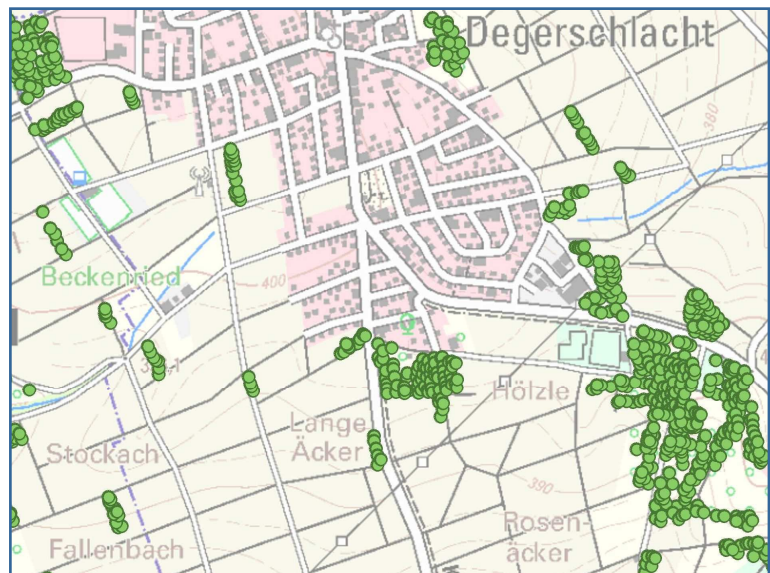 Degerschlacht
380
Beckenried
400
Hölzle
Lange
Äcker
Stockach
390
Rosen-
äcker
Fallenbach